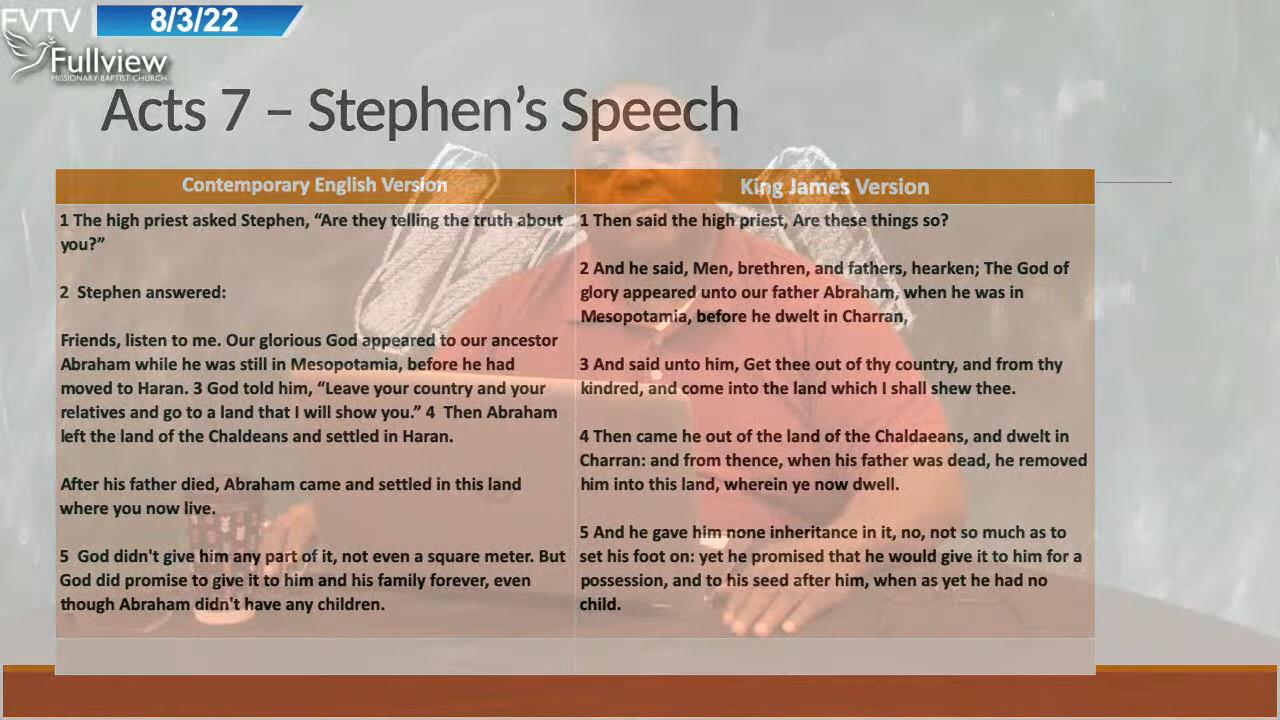 FVTV
8/3/22
Fullview
MISSIONARY BAPTIST CHURCH
Acts 7 – Stephen's Speech
Contemporary English Version
1 The high priest asked Stephen, “Are they telling the truth about
you?”
2 Stephen answered:
Friends, listen to me. Our glorious God appeared to our ancestor
Abraham while he was still in Mesopotamia, before he had
moved to Haran. 3 God told him, “Leave your country and your
relatives and go to a land that I will show you.” 4 Then Abraham
left the land of the Chaldeans and settled in Haran.
After his father died, Abraham came and settled in this land
where you now live.
5 God didn't give him any part of it, not even a square meter. But
God did promise to give it to him and his family forever, even
though Abraham didn't have any children.
King James Version
1 Then said the high priest, Are these things so?
2 And he said, Men, brethren, and fathers, hearken; The God of
glory appeared unto our father Abraham, when he was in
Mesopotamia, before he dwelt in Charran,
3 And said unto him, Get thee out of thy country, and from thy
kindred, and come into the land which I shall shew thee.
4 Then came he out of the land of the Chaldaeans, and dwelt in
Charran: and from thence, when his father was dead, he removed
him into this land, wherein ye now dwell.
5 And he gave him none inheritance in it, no, not so much as to
set his foot on: yet he promised that he would give it to him for a
possession, and to his seed after him, when as yet he had no
child.